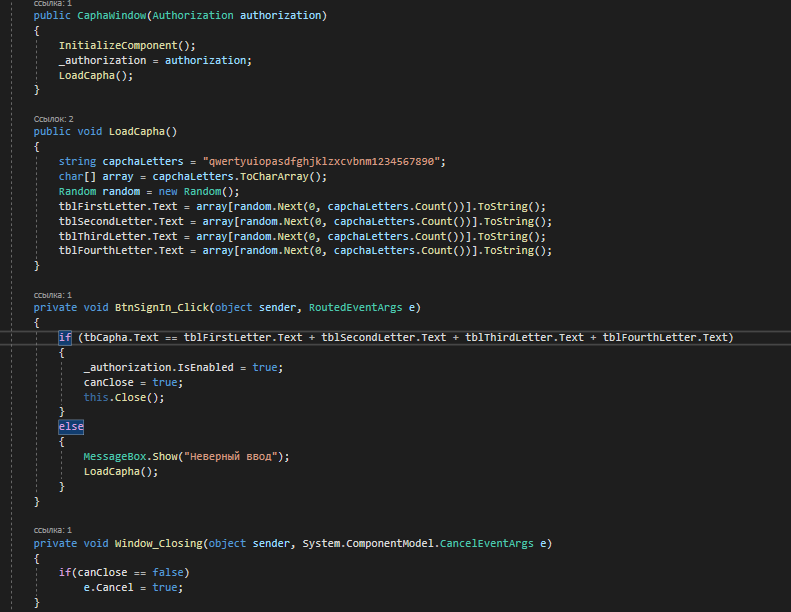 ссылка: 1
public CaphaWindow(Authorization authorization)
{
InitializeComponent();
_authorization = authorization;
LoadCapha();
}
Ссылок: 2
public void LoadCapha()
{
string capchaLetters = "qwertyuiopasdfghjklzxcvbnm1234567890";
char[] array = capchaLetters.ToCharArray();
Random random = new Random();
tblFirstLetter.Text = array[random.Next(0, capchaLetters.Count())].ToString();
tblSecondLetter.Text = array[random.Next(0, capchaLetters.Count())].ToString();
tblThirdLetter.Text = array[random.Next(0, capchaLetters.Count())].ToString();
tblFourthLetter.Text = array[random.Next(0, capchaLetters.Count())].ToString();
}
ссылка: 1
private void BtnSignIn_Click(object sender, RoutedEventArgs e)
{
if (tbCapha.Text == tblFirstLetter.Text + tblSecondLetter.Text + tblThirdLetter.Text + tblFourthLetter.Text)
{
_authorization.IsEnabled = true;
canClose = true;
this.Close();
}
else
{
MessageBox.Show("Неверный ввод");
LoadCapha();
}
}
ссылка: 1
private void Window_Closing(object sender, System.ComponentModel.CancelEventArgs e)
{
if(canClose == false)
e.Cancel = true;
}